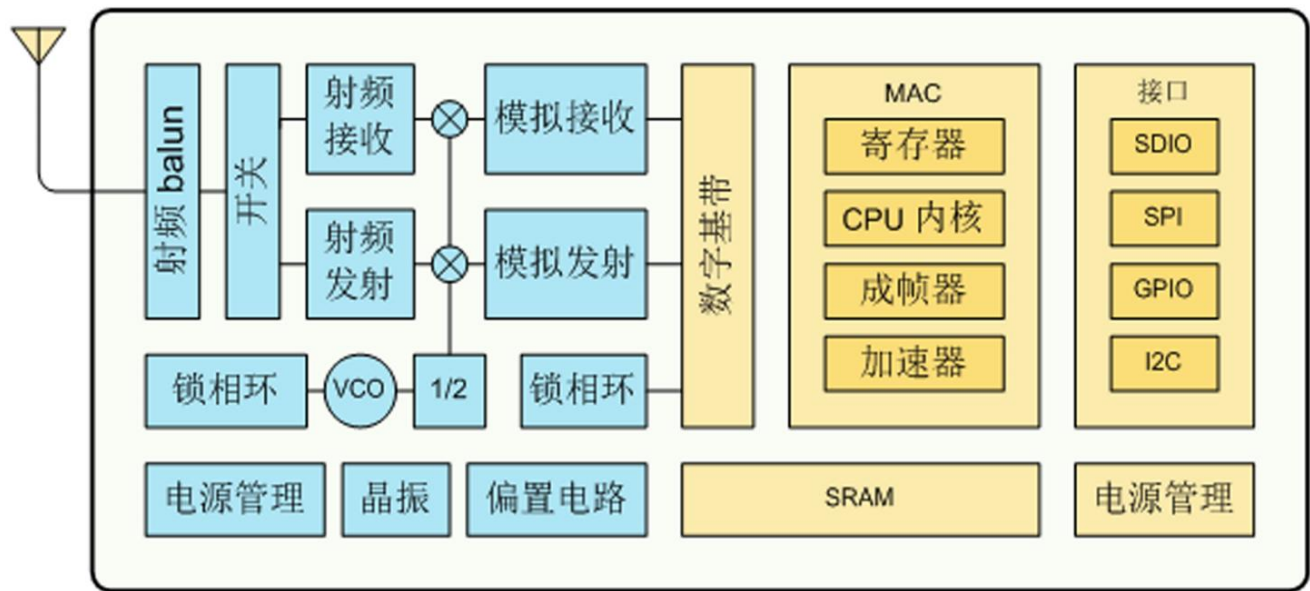 射频 balun
开关
射频
接收
模拟接收
射频
发射
模拟发射
锁相环
VCO
1/2
锁相环
数字基带
MAC
寄存器
CPU 内核
成帧器
加速器
接口
SDIO
SPI
GPIO
I2C
电源管理
晶振
偏置电路
SRAM
电源管理